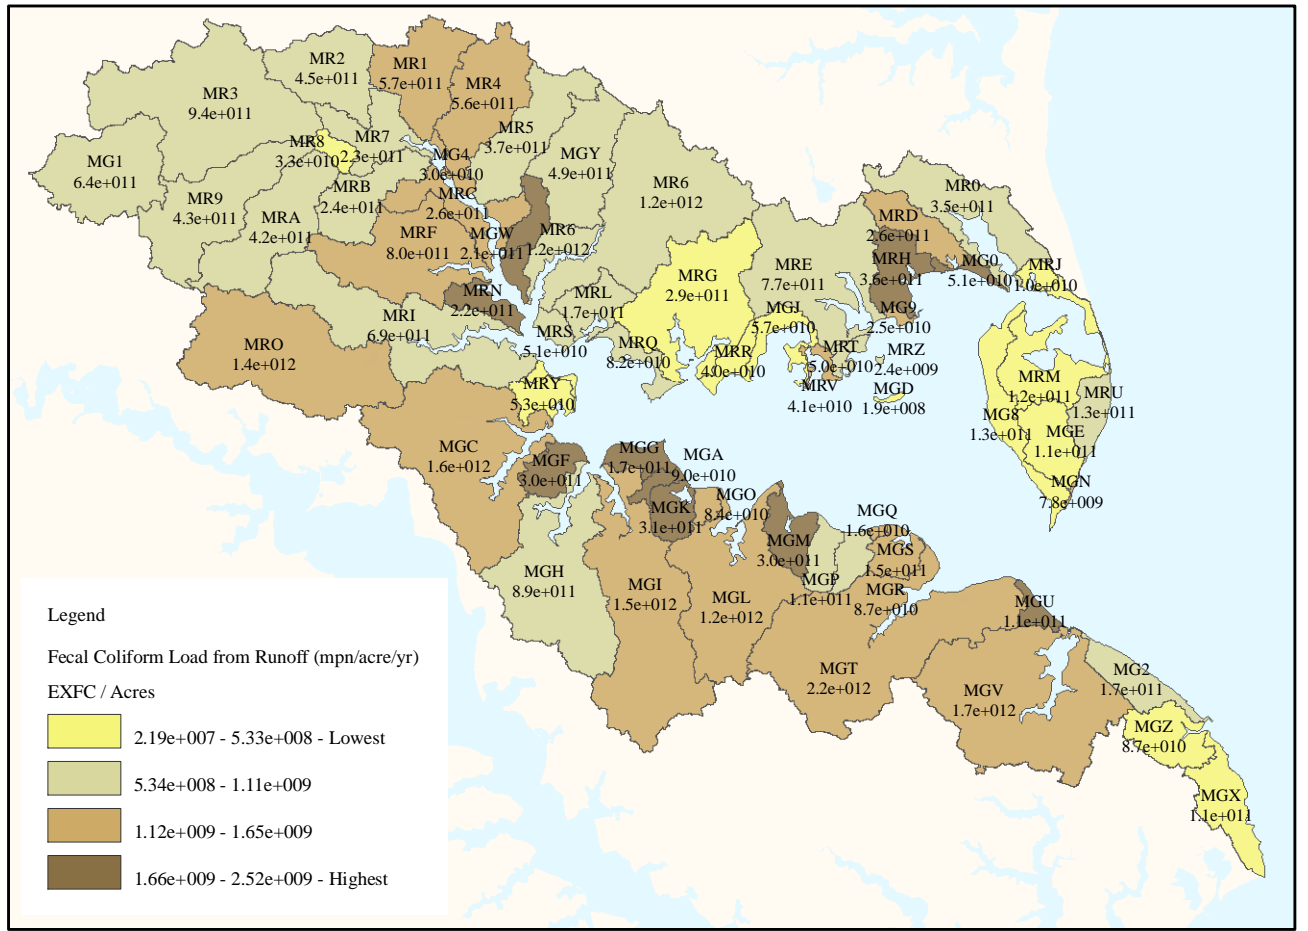 MR2
4.5e+011
MR1
5.7e+011
MR4
5.6e+011
MR3
9.4e+011
MR5
3.7e+011
MR8
3.3e+010
MR7
2.3e+011
MG4
3.0e+010
MGY
4.9e+011
MG1
6.4e+011
MR9
4.3e+011
MRA
4.2e+011
MRB
2.4e+011
MRC
2.6e+011
MR6
1.2e+012
MR0
3.5e+011
MRF
8.0e+011
MGW
2.1e+011
MR6
1.2e+012
MRD
2.6e+011
MRH
3.6e+011
MG0
5.1e+010
MRJ
1.0e+010
MRG
2.9e+011
MRE
7.7e+011
MRN
2.2e+011
MRL
1.7e+011
MGJ
5.7e+010
MG9
2.5e+010
MRI
6.9e+011
MRO
1.4e+012
MRS
5.1e+010
MRQ
8.2e+010
MRR
4.0e+010
MRT
5.0e+010
MRZ
2.4e+009
MRV
4.1e+010
MGD
1.9e+008
MRM
1.2e+011
MRU
1.3e+011
MRY
5.3e+010
MG8
1.3e+011
MGE
1.1e+011
MGN
7.8e+009
MGC
1.6e+012
MGF
3.0e+011
MGG
1.7e+011
MGA
9.0e+010
MGK
3.1e+011
MGO
8.4e+010
MGM
3.0e+011
MGQ
1.6e+010
MGS
1.5e+011
MGP
1.1e+011
MGR
8.7e+010
MGH
8.9e+011
MGI
1.5e+012
MGL
1.2e+012
MGU
1.1e+011
MGT
2.2e+012
MGV
1.7e+012
MG2
1.7e+011
MGZ
8.7e+010
MGX
1.1e+011
Legend
Fecal Coliform Load from Runoff (mpn/acre/yr)
EXFC / Acres
2.19e+007 - 5.33e+008 - Lowest
5.34e+008 - 1.11e+009
1.12e+009 - 1.65e+009
1.66e+009 - 2.52e+009 - Highest